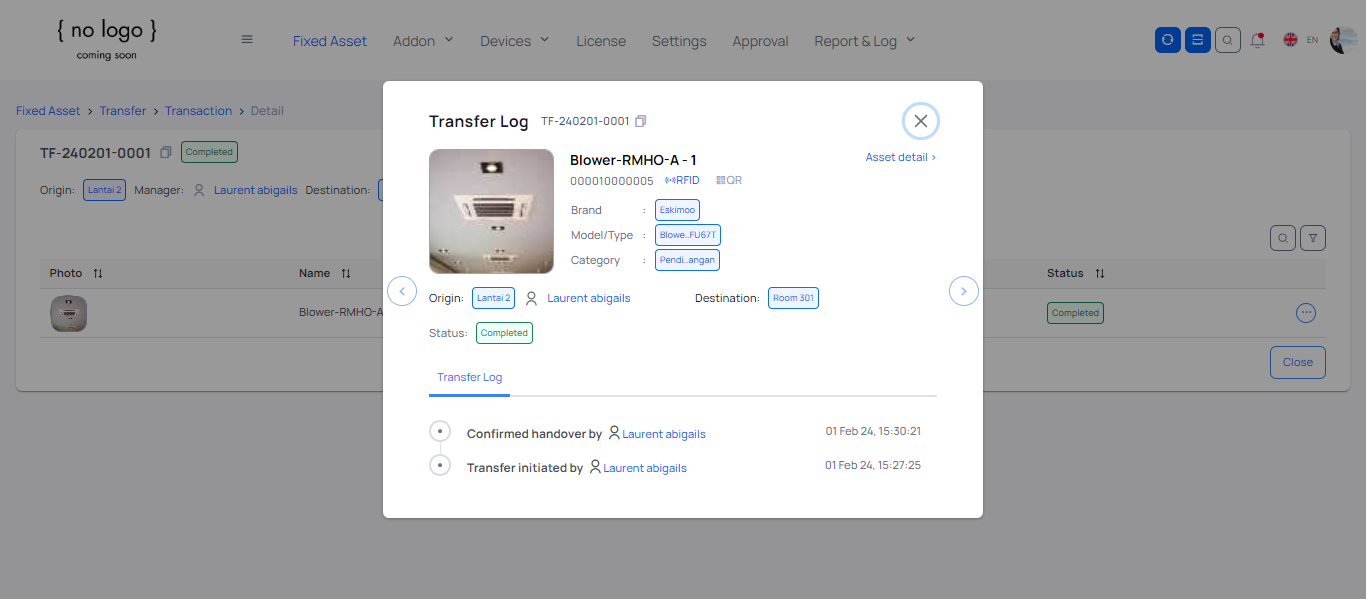 { no logo }
coming soon
Fixed Asset Addon Devices License Settings Approval Report & Log EN
Fixed Asset > Transfer > Transaction > Detail
TF-240201-0001 Completed
Origin: Lantai 2 Manager: Laurent abigails Destination:
Photo Name Status
Blower-RMHO-A Completed
Close
Transfer Log TF-240201-0001
Blower-RMHO-A - 1 Asset detail >
000010000005 RFID QR
Brand : Eskimoo
Model/Type : Blowe..FU67T
Category : Pendi..angan
Origin: Lantai 2 Laurent abigails Destination: Room 301
Status: Completed
Transfer Log
Confirmed handover by Laurent abigails 01 Feb 24, 15:30:21
Transfer initiated by Laurent abigails 01 Feb 24, 15:27:25